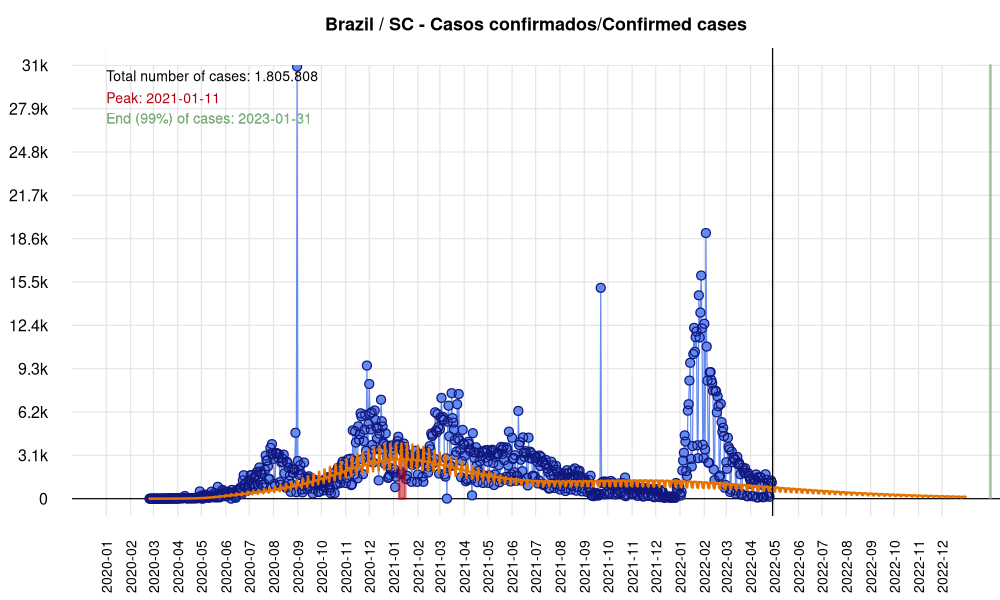 Brazil / SC - Casos confirmados/Confirmed cases
31k
Total number of cases: 1.805.808
Peak: 2021-01-11
27.9k
End (99%) of cases: 2023-01-31
24.8k
21.7k
18.6k
15.5k
12.4k
9.3k
6.2k
3.1k
0
2020-01
2020-02
2020-03
2020-04
2020-05
2020-06
2020-07
2020-08
2020-09
2020-10
2020-11
2020-12
2021-01
2021-02
2021-03
2021-04
2021-05
2021-06
2021-07
2021-08
2021-09
2021-10
2021-11
2021-12
2022-01
2022-02
2022-03
2022-04
2022-05
2022-06
2022-07
2022-08
2022-09
2022-10
2022-11
2022-12